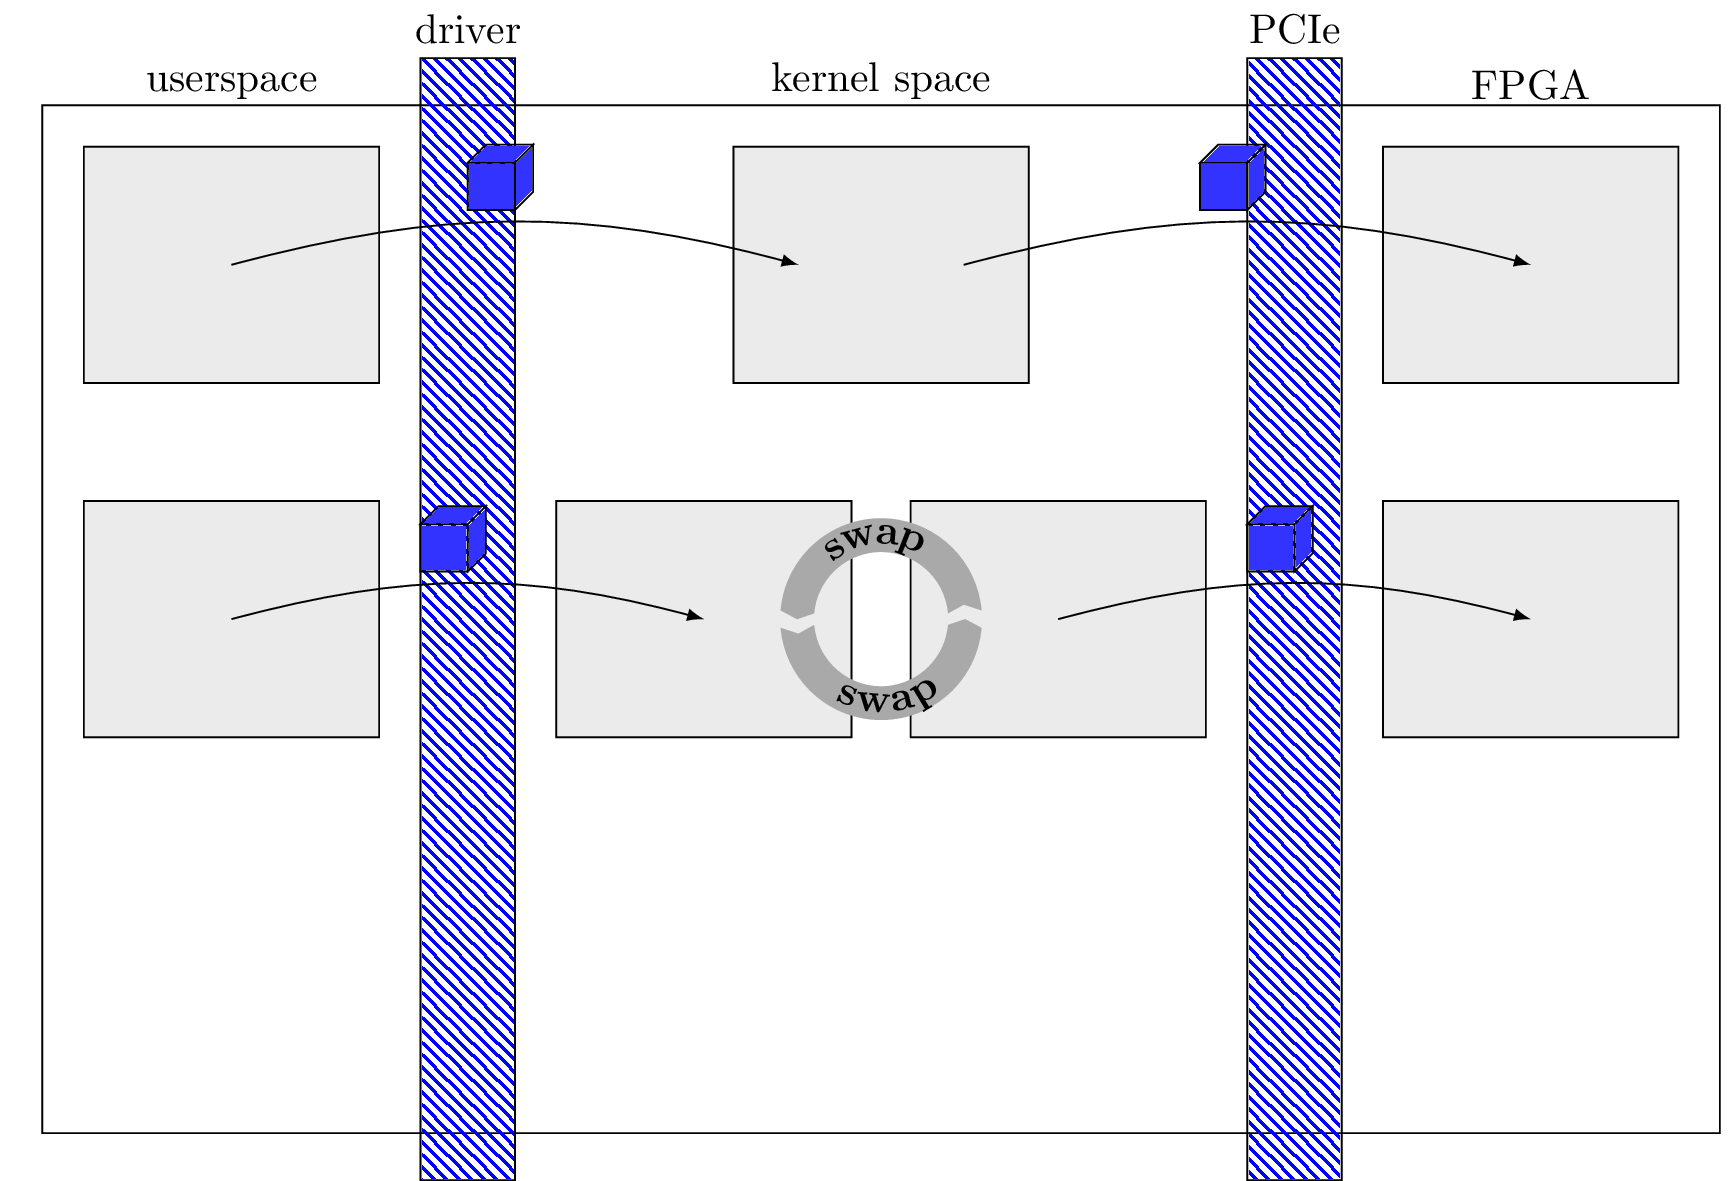 driver
PCIe
userspace
kernel space
FPGA
swap
swap